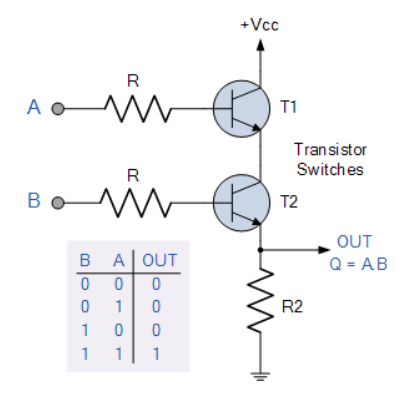 +Vcc
R
A
T1
Transistor
Switches
R
B
T2
OUT
Q = A.B
R2
B A OUT
0 0 0
0 1 0
1 0 0
1 1 1